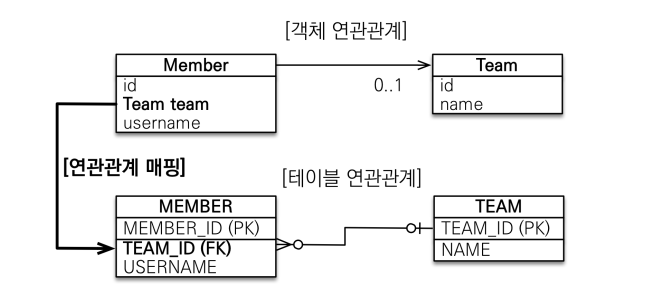 [객체 연관관계]
Member
id
Team team
username
0..1
Team
id
name
[연관관계 매핑]
[테이블 연관관계]
MEMBER
MEMBER_ID (PK)
TEAM_ID (FK)
USERNAME
TEAM
TEAM_ID (PK)
NAME